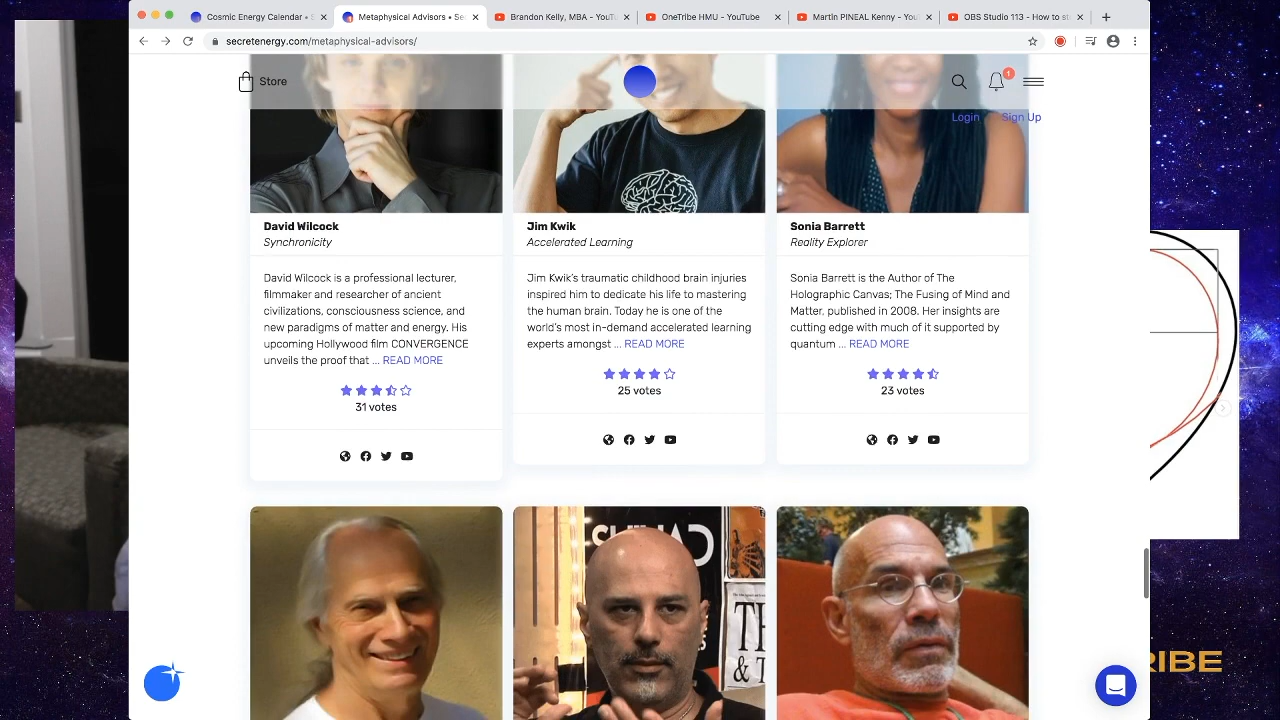 Cosmic Energy Calendar • S
Metaphysical Advisors • Se
Brandon Kelly MBA - YouTu
OneTribe HMU - YouTube
Martin PINEAL Kenny - You
OBS Studio 113 - How to st
secretenergy.com/metaphysical-advisors/
Store
1
Login
Sign Up
David Wilcock
Synchronicity
David Wilcock is a professional lecturer,
filmmaker and researcher of ancient
civilizations, consciousness science, and
new paradigms of matter and energy. His
upcoming Hollywood film CONVERGENCE
unveils the proof that ... READ MORE
31 votes
Jim Kwik
Accelerated Learning
Jim Kwik's traumatic childhood brain injuries
inspired him to dedicate his life to mastering
the human brain. Today he is one of the
world's most in-demand accelerated learning
experts amongst ... READ MORE
25 votes
Sonia Barrett
Reality Explorer
Sonia Barrett is the Author of The
Holographic Canvas; The Fusing of Mind and
Matter, published in 2008. Her insights are
cutting edge with much of it supported by
quantum ... READ MORE
23 votes
TH
& T
RIBE